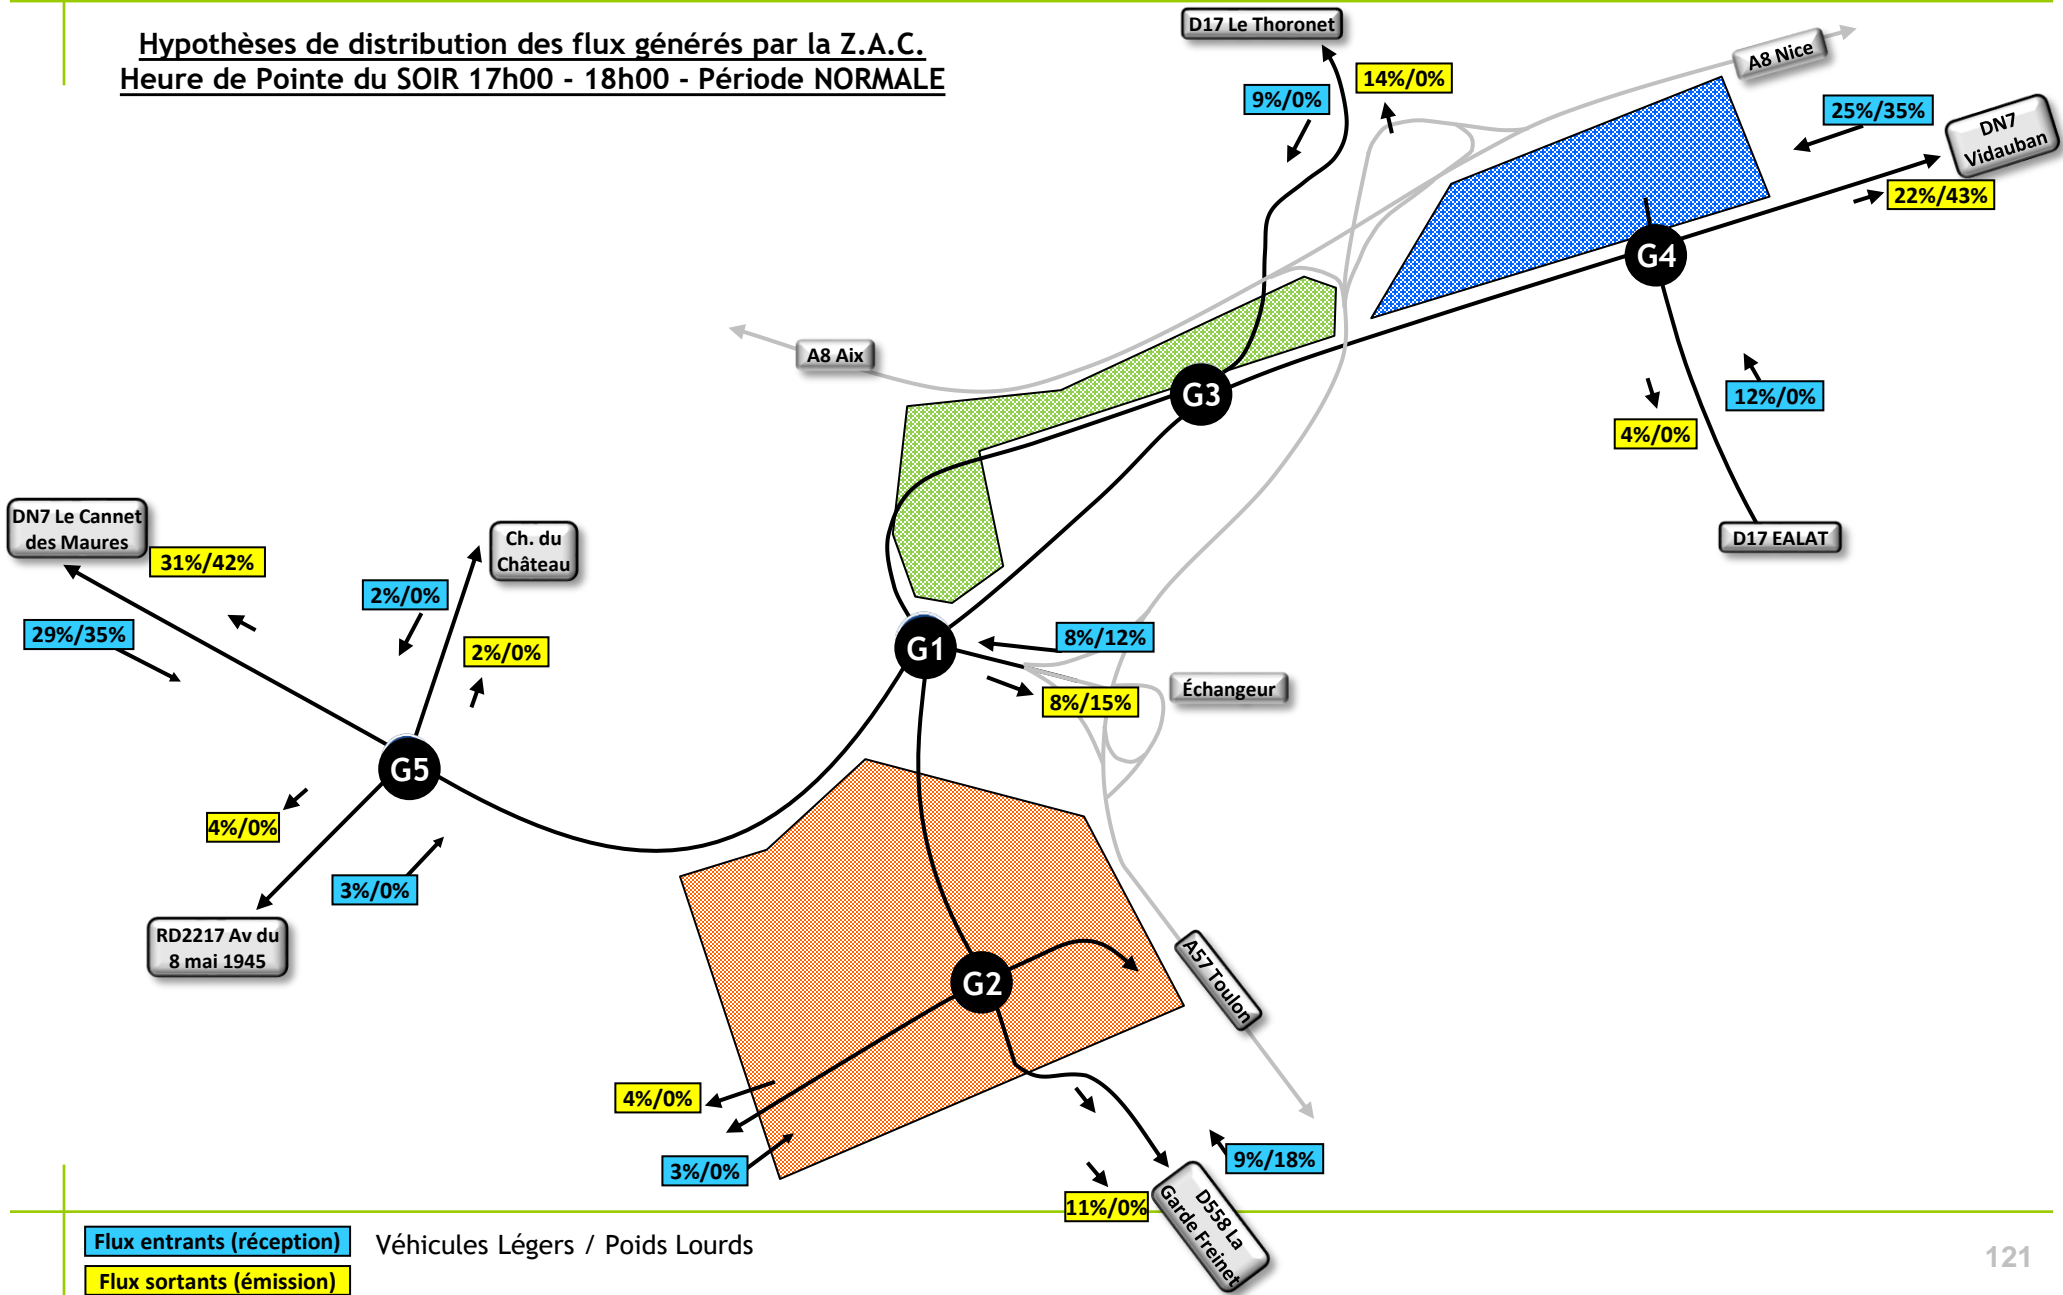 Hypothèses de distribution des flux générés par la Z.A.C.
Heure de Pointe du SOIR 17h00 - 18h00 - Période NORMALE
D17 Le Thoronet
A8 Nice
9%/0%
14%/0%
25%/35%
DN7
Vidauban
22%/43%
G4
A8 Aix
G3
12%/0%
4%/0%
D17 EALAT
DN7 Le Cannet
des Maures
31%/42%
Ch. du
Château
2%/0%
29%/35%
2%/0%
G1
8%/12%
8%/15%
Échangeur
G5
4%/0%
3%/0%
RD2217 Av du
8 mai 1945
G2
A57 Toulon
4%/0%
3%/0%
9%/18%
11%/0%
D558 La
Garde Freinet
Flux entrants (réception)
Véhicules Légers / Poids Lourds
Flux sortants (émission)
121